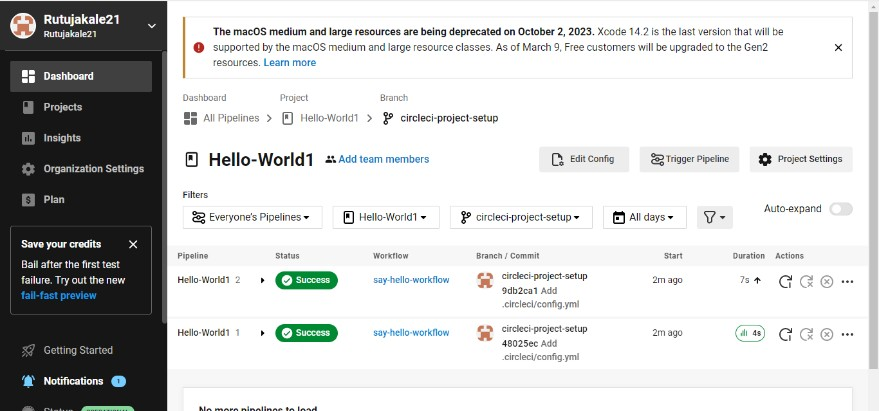 Rutujakale21
Rutujakale21
Dashboard
Projects
Insights
Organization Settings
Plan
Save your credits
Bail after the first test
failure. Try out the new
fail-fast preview
Getting Started
Notifications 1
Status OPERATIONAL
The macOS medium and large resources are being deprecated on October 2, 2023. Xcode 14.2 is the last version that will be
supported by the macOS medium and large resource classes. As of March 9, Free customers will be upgraded to the Gen2
resources. Learn more
Dashboard Project Branch
All Pipelines Hello-World1 circleci-project-setup
Hello-World1 Add team members Edit Config Trigger Pipeline Project Settings
Filters
Everyone's Pipelines Hello-World1 circleci-project-setup All days Auto-expand
Pipeline Status Workflow Branch / Commit Start Duration Actions
Hello-World1 2 Success say-hello-workflow circleci-project-setup 2m ago 7s
9db2ca1 Add
.circleci/config.yml
Hello-World1 1 Success say-hello-workflow circleci-project-setup 2m ago 4s
48025ec Add
.circleci/config.yml
No more pipelines to load